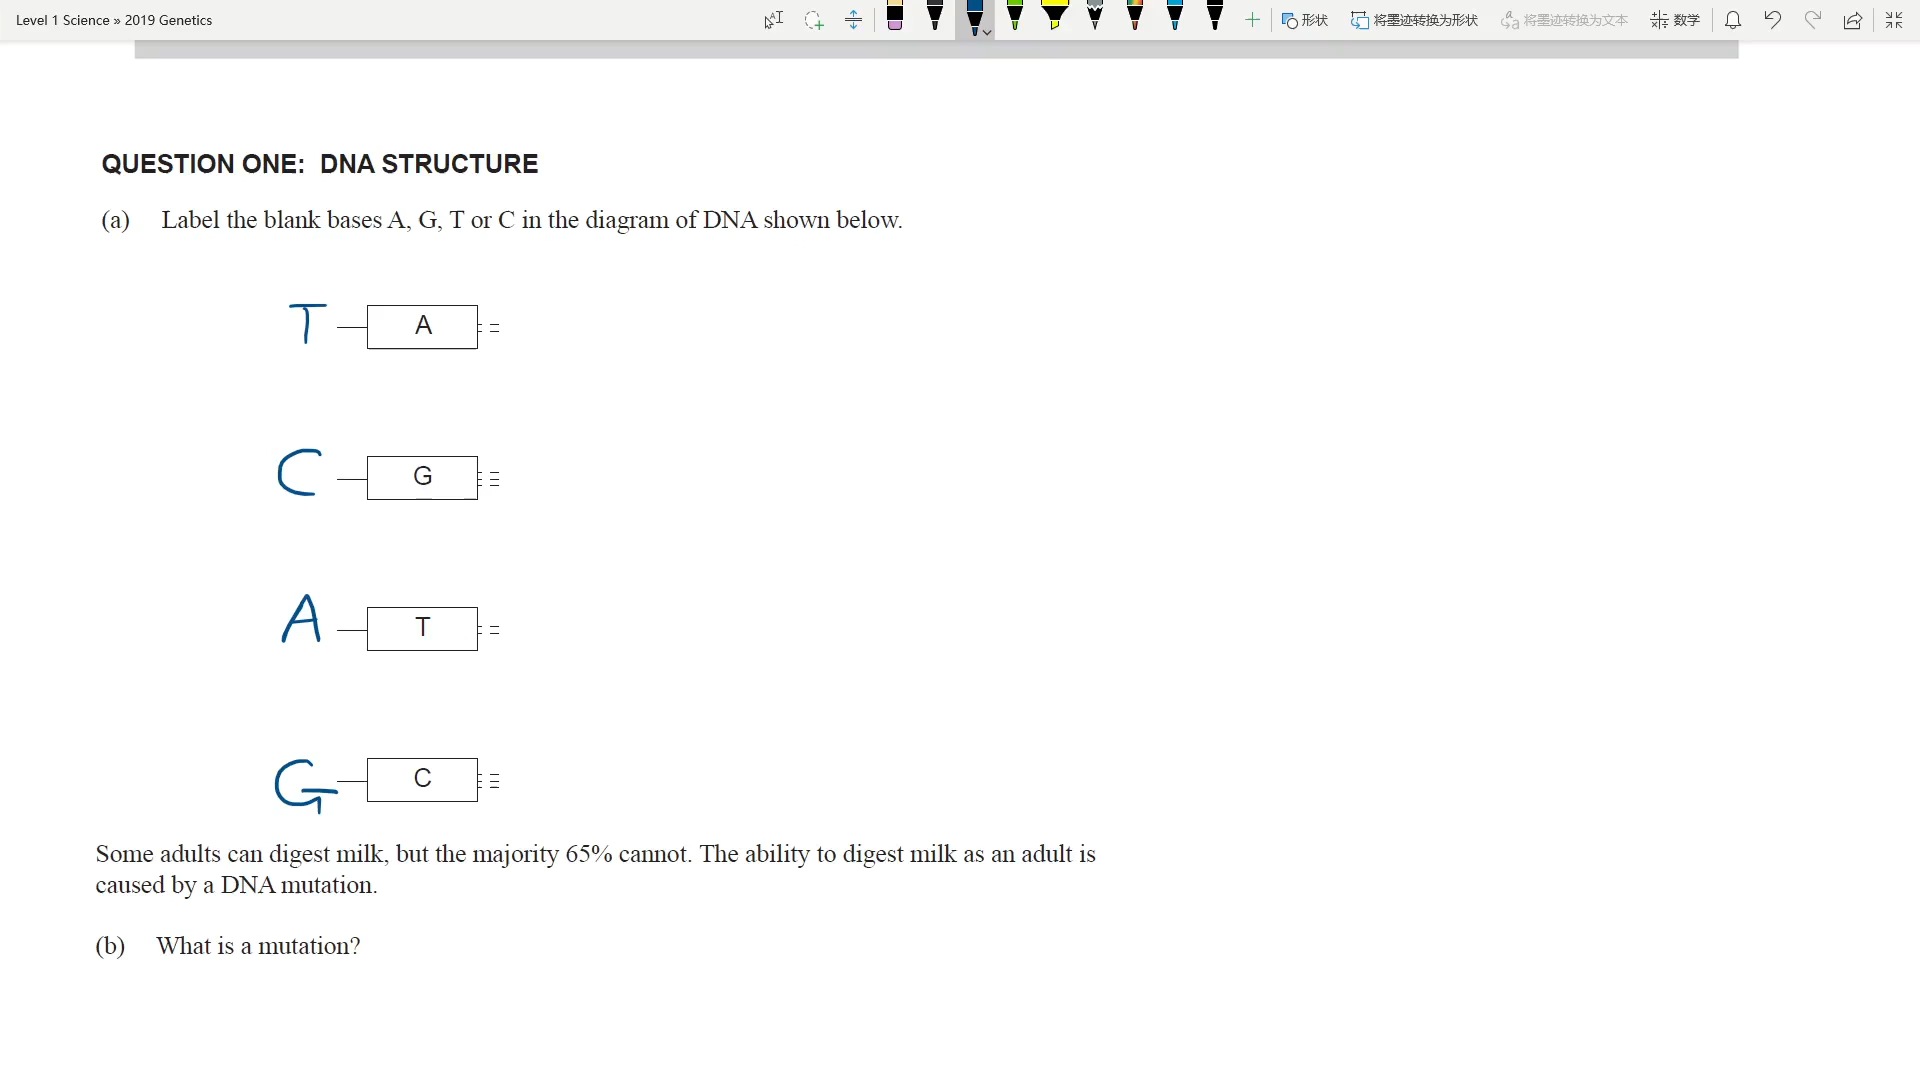 Level 1 Science » 2019 Genetics
形状
将墨迹转换为形状
将墨迹转换为文本
数学
QUESTION ONE: DNA STRUCTURE
(a) Label the blank bases A, G, T or C in the diagram of DNA shown below.
T A
C G
A T
G C
Some adults can digest milk, but the majority 65% cannot. The ability to digest milk as an adult is
caused by a DNA mutation.
(b) What is a mutation?